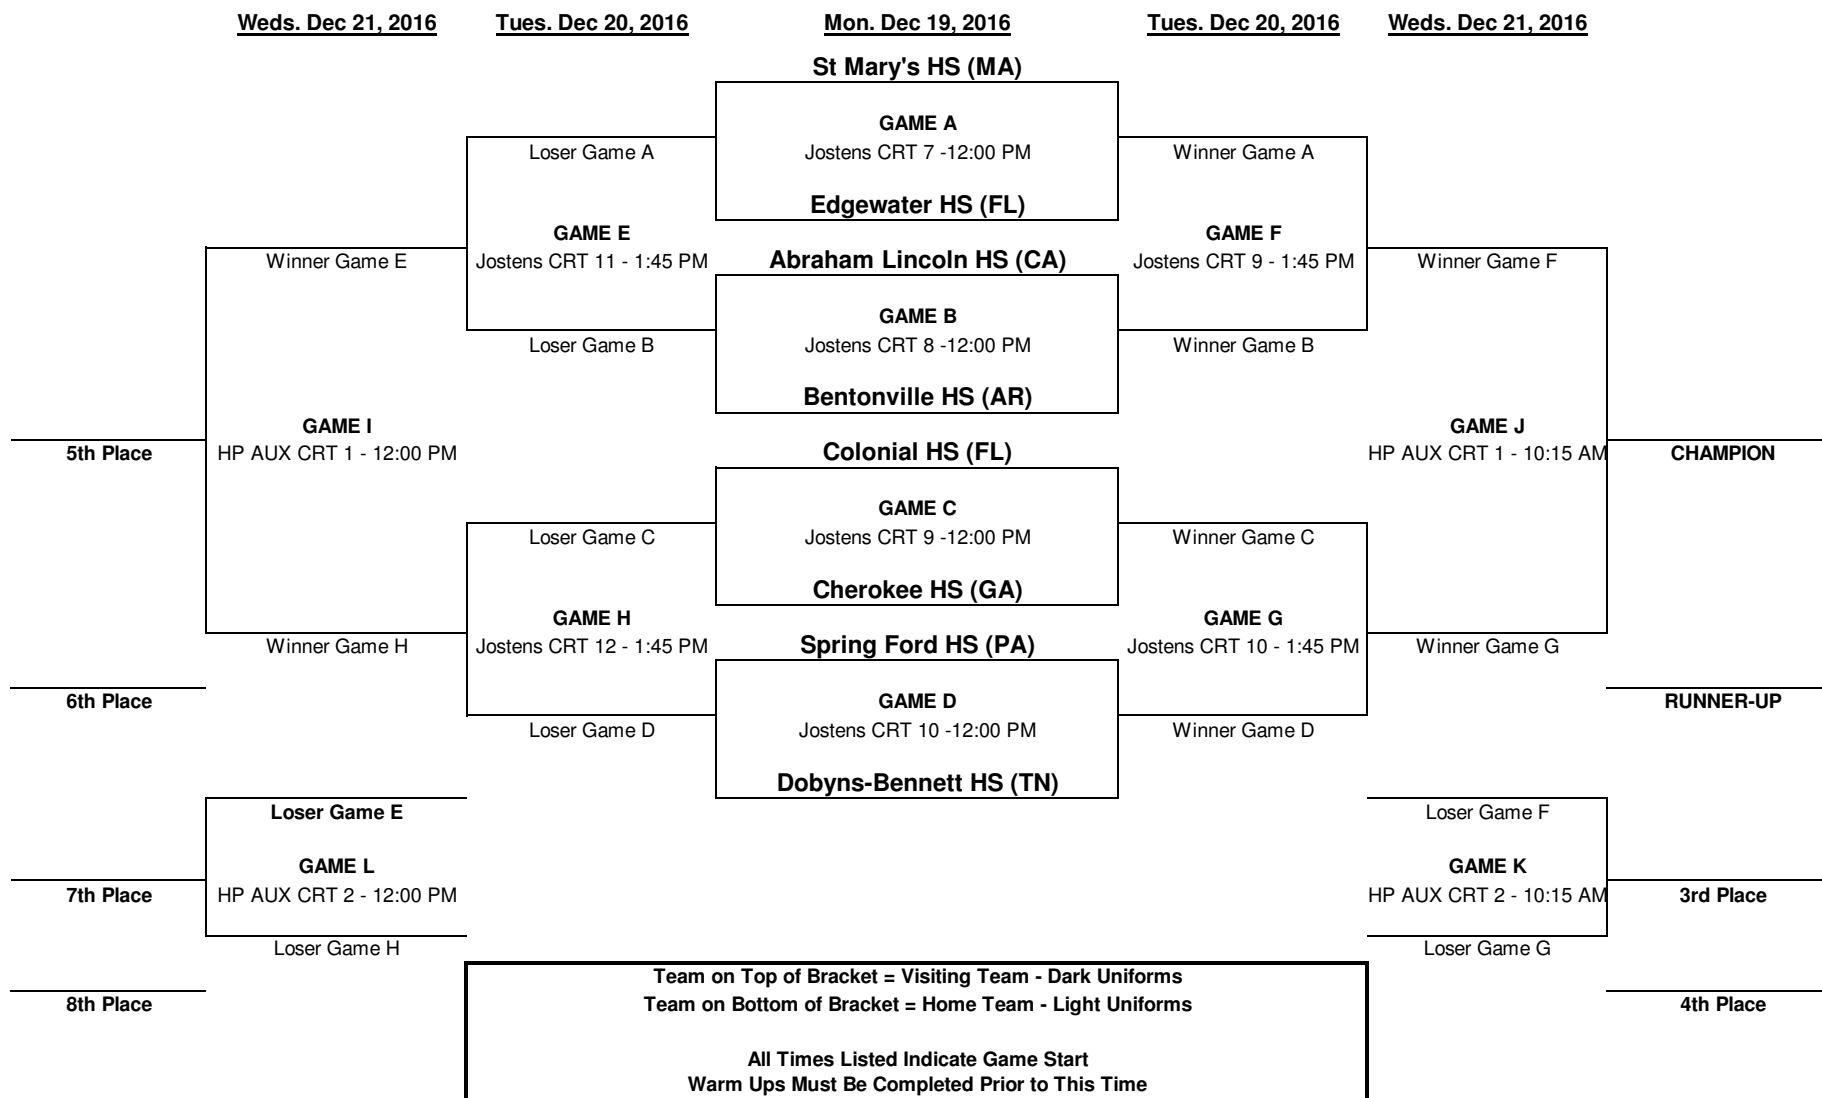 Weds. Dec 21, 2016 Tues. Dec 20, 2016 Mon. Dec 19, 2016 Tues. Dec 20, 2016 Weds. Dec 21, 2016
St Mary's HS (MA)
GAME A
Loser Game A Jostens CRT 7 -12:00 PM Winner Game A
Edgewater HS (FL)
GAME E GAME F
Winner Game E Jostens CRT 11 - 1:45 PM Abraham Lincoln HS (CA) Jostens CRT 9 - 1:45 PM Winner Game F
GAME B
Loser Game B Jostens CRT 8 -12:00 PM Winner Game B
Bentonville HS (AR)
GAME I GAME J
5th Place HP AUX CRT 1 - 12:00 PM Colonial HS (FL) HP AUX CRT 1 - 10:15 AM CHAMPION
GAME C
Loser Game C Jostens CRT 9 -12:00 PM Winner Game C
Cherokee HS (GA)
GAME H GAME G
Winner Game H Jostens CRT 12 - 1:45 PM Spring Ford HS (PA) Jostens CRT 10 - 1:45 PM Winner Game G
6th Place GAME D RUNNER-UP
Loser Game D Jostens CRT 10 -12:00 PM Winner Game D
Dobyns-Bennett HS (TN)
Loser Game E Loser Game F
GAME L GAME K
7th Place HP AUX CRT 2 - 12:00 PM HP AUX CRT 2 - 10:15 AM 3rd Place
Loser Game H Loser Game G
Team on Top of Bracket = Visiting Team - Dark Uniforms
8th Place Team on Bottom of Bracket = Home Team - Light Uniforms 4th Place
All Times Listed Indicate Game Start
Warm Ups Must Be Completed Prior to This Time